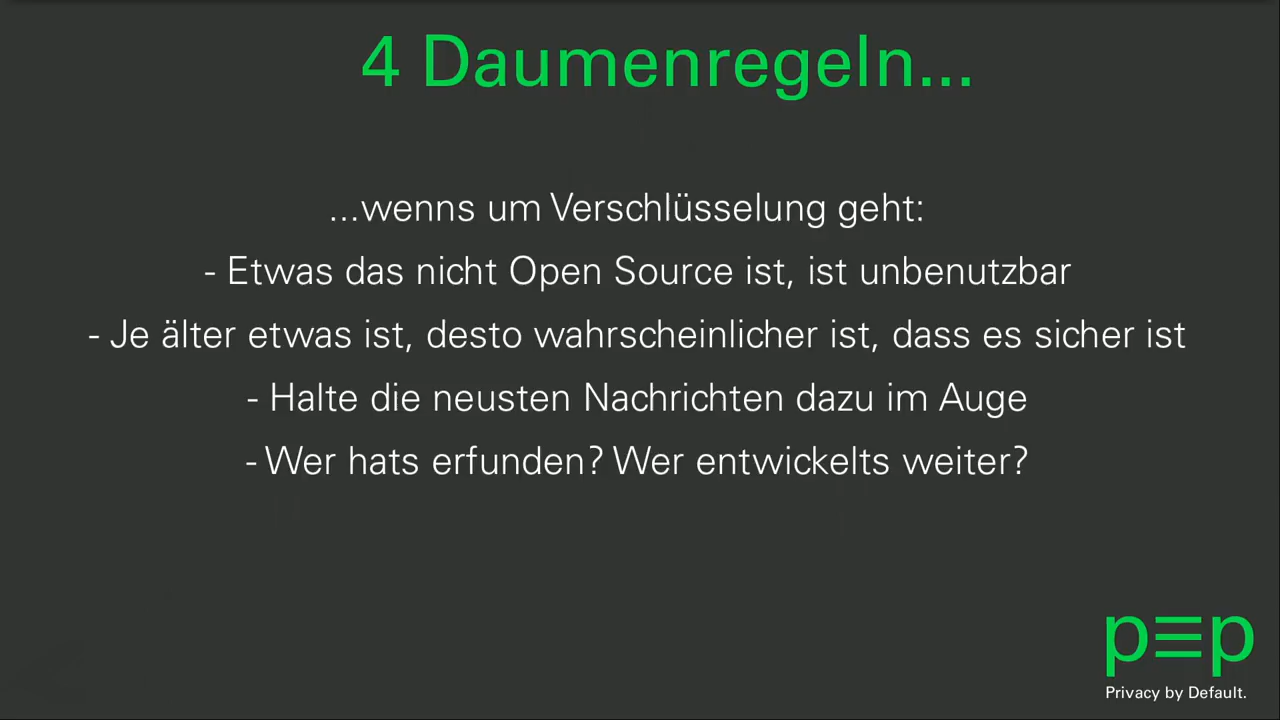 4 Daumenregeln...
...wenns um Verschlüsselung geht:
- Etwas das nicht Open Source ist, ist unbenutzbar
- Je älter etwas ist, desto wahrscheinlicher ist, dass es sicher ist
- Halte die neusten Nachrichten dazu im Auge
- Wer hats erfunden? Wer entwickelts weiter?
p≡p
Privacy by Default.